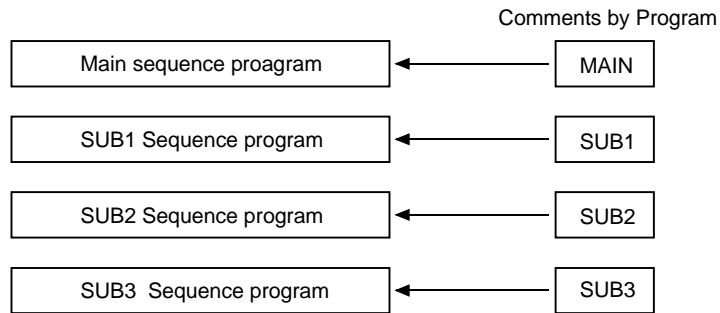 Comments by Program
Main sequence proagram MAIN
SUB1 Sequence program SUB1
SUB2 Sequence program SUB2
SUB3 Sequence program SUB3